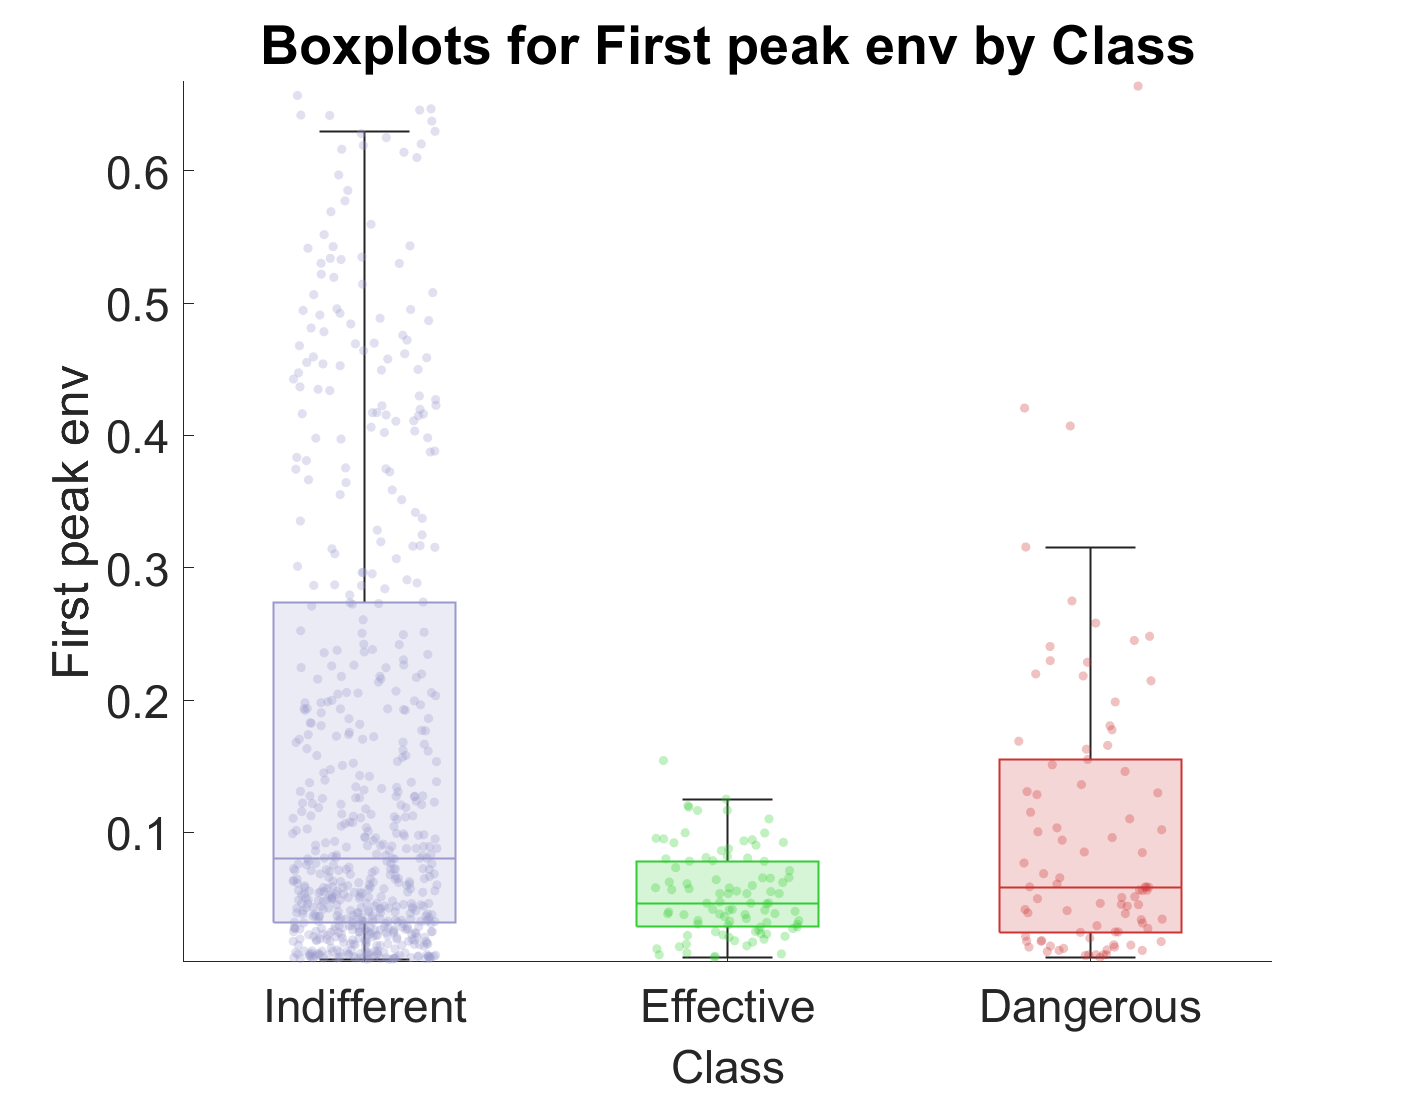 Boxplots for First peak env by Class
First peak env
0.6
0.5
0.4
0.3
0.2
0.1
Indifferent
Effective
Dangerous
Class